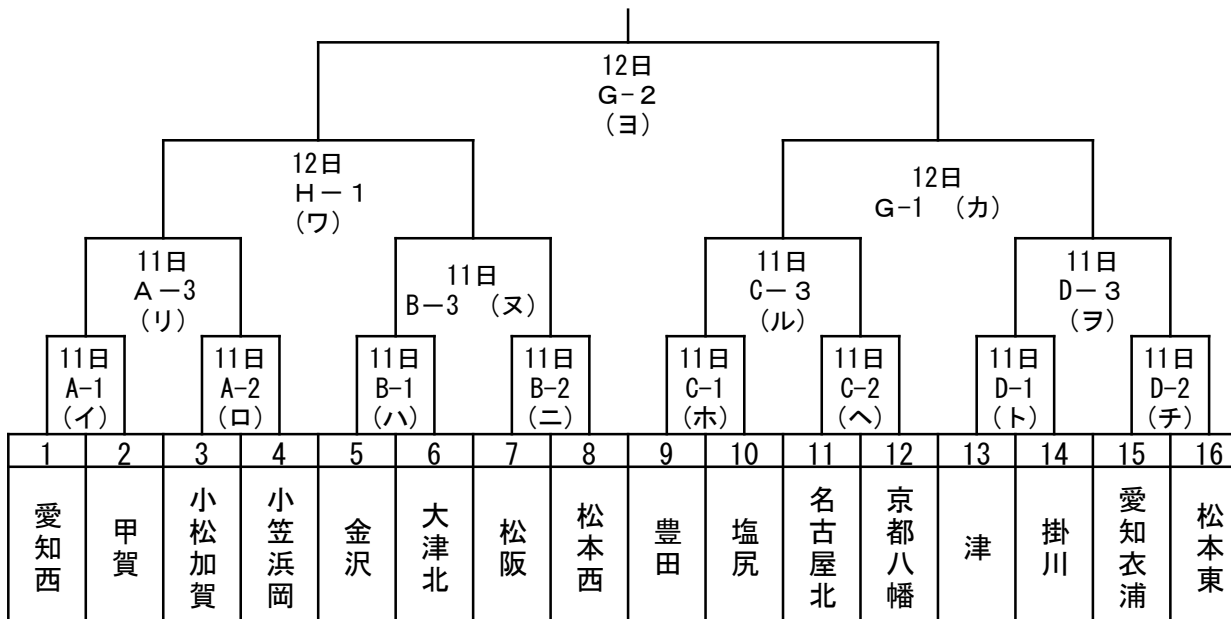 12日
G-2
（ヨ）
12日
H－1
（ワ）
12日
G-1　（カ）
11日
A－3
（リ）
11日
B－3　（ヌ）
11日
C－3
（ル）
11日
D－3
（ヲ）
11日
A-1
（イ）
11日
A-2
（ロ）
11日
B-1
（ハ）
11日
B-2
（ニ）
11日
C-1
（ホ）
11日
C-2
（ヘ）
11日
D-1
（ト）
11日
D-2
（チ）
1 2 3 4 5 6 7 8 9 10 11 12 13 14 15 16
愛知西
甲賀
小松加賀
小笠浜岡
金沢
大津北
松阪
松本西
豊田
塩尻
名古屋北
京都八幡
津
掛川
愛知衣浦
松本東